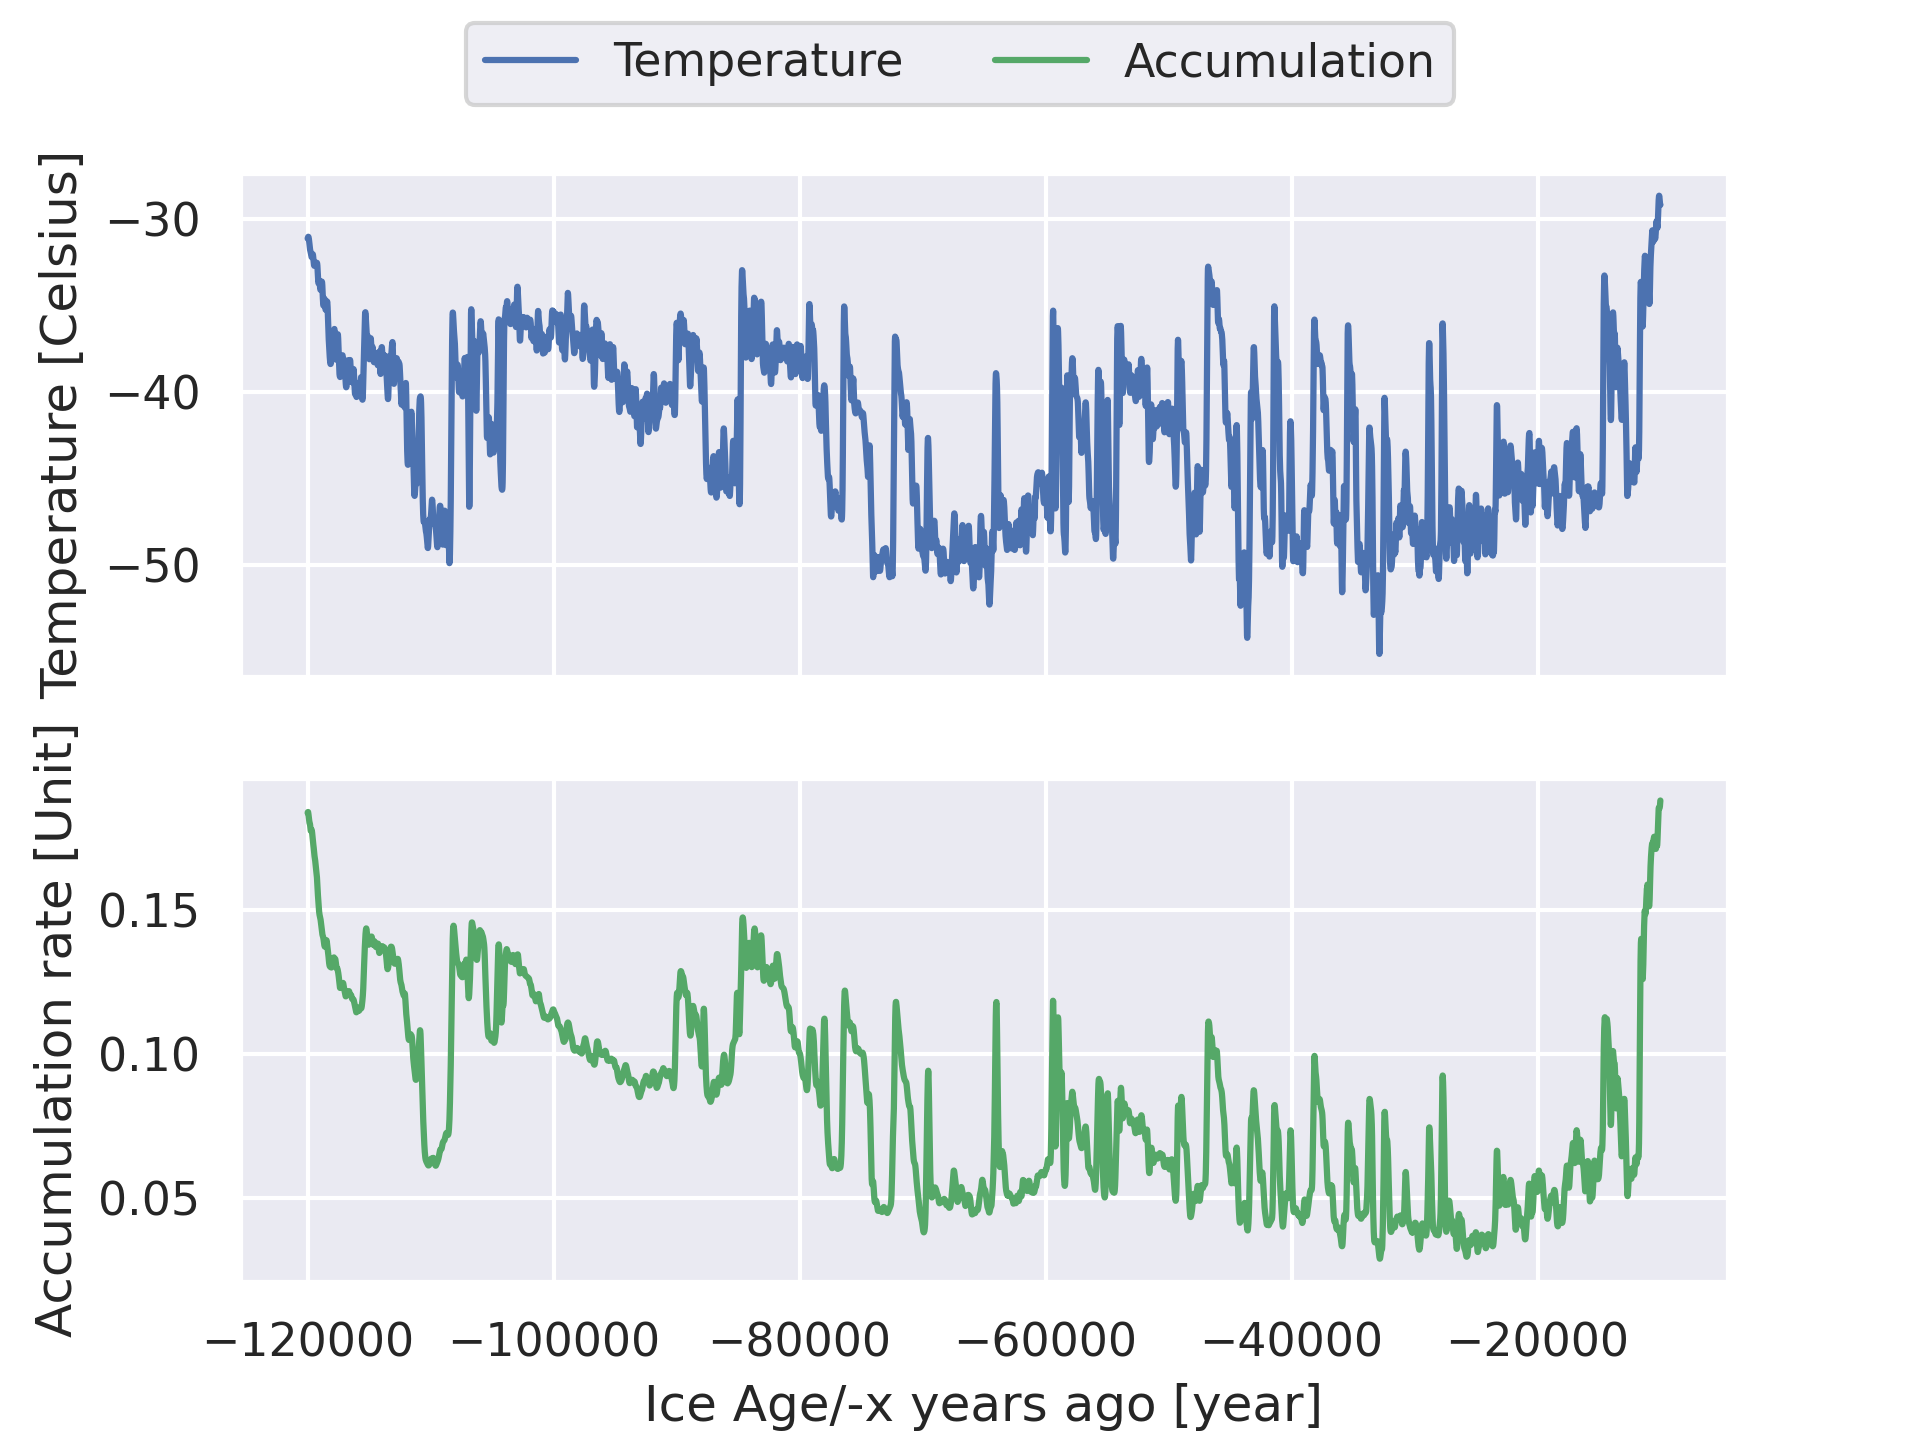 Temperature Accumulation
Temperature [Celsius]
−30
−40
−50
Accumulation rate [Unit]
0.15
0.10
0.05
−120000 −100000 −80000 −60000 −40000 −20000
Ice Age/-x years ago [year]